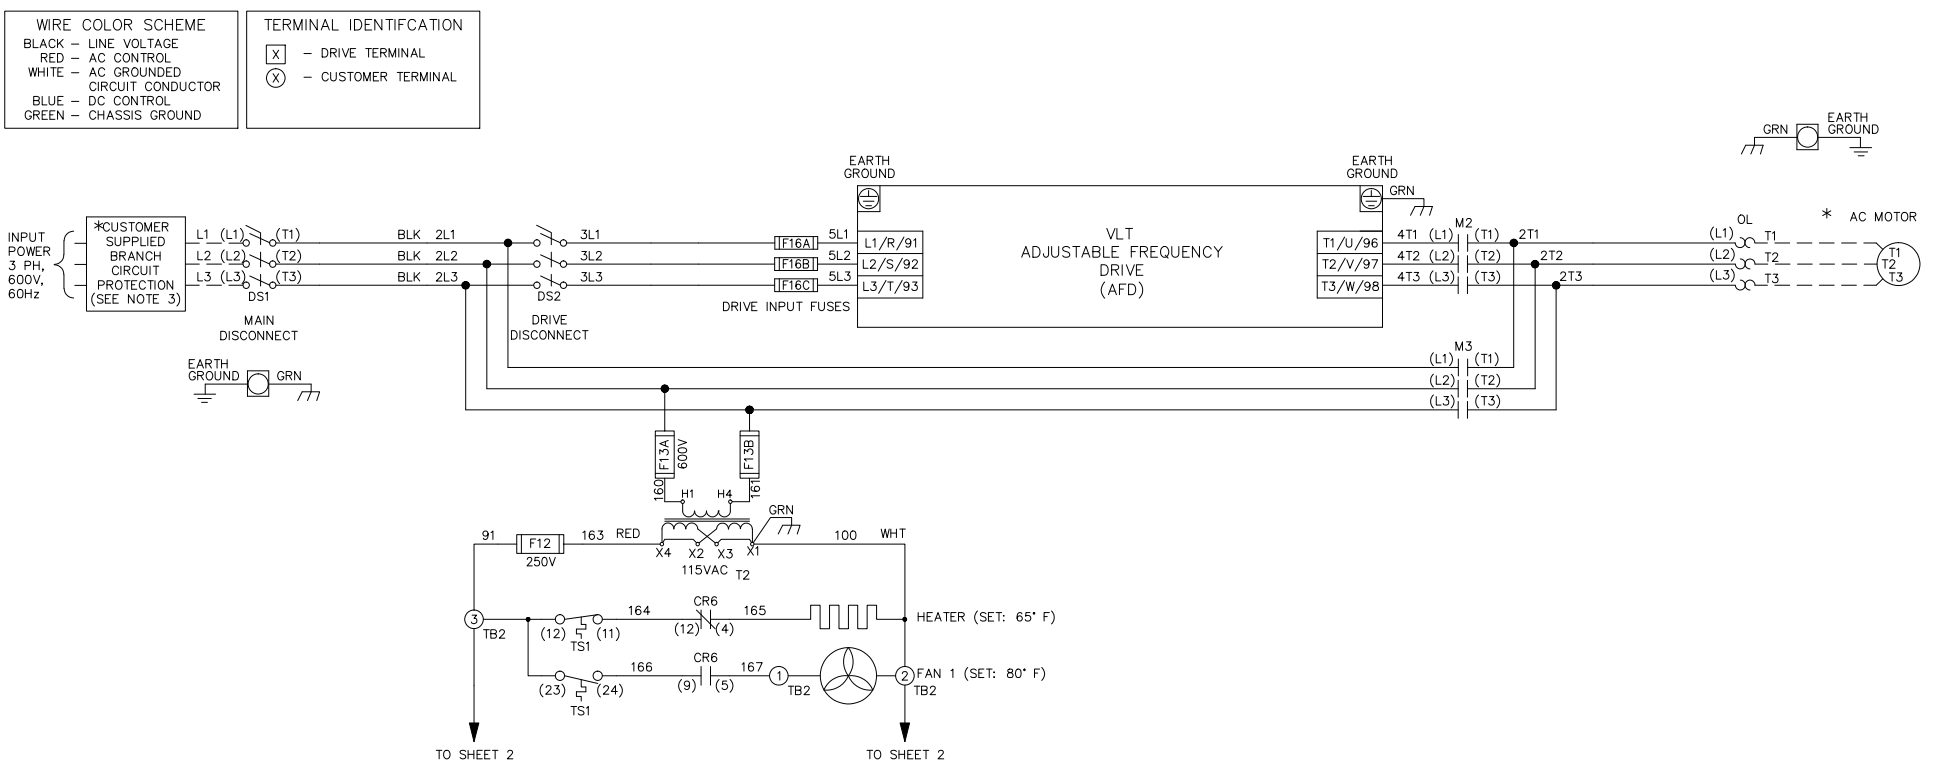 WIRE COLOR SCHEME
BLACK – LINE VOLTAGE
RED – AC CONTROL
WHITE – AC GROUNDED
CIRCUIT CONDUCTOR
BLUE – DC CONTROL
GREEN – CHASSIS GROUND
TERMINAL IDENTIFCATION
X – DRIVE TERMINAL
X – CUSTOMER TERMINAL
GRN
EARTH
GROUND
INPUT
POWER
3 PH,
600V,
60Hz
*CUSTOMER
SUPPLIED
BRANCH
CIRCUIT
PROTECTION
(SEE NOTE 3)
L1 (L1) (T1) BLK 2L1 3L1 F16A 5L1 L1/R/91
L2 (L2) (T2) BLK 2L2 3L2 F16B 5L2 L2/S/92
L3 (L3) (T3) BLK 2L3 3L3 F16C 5L3 L3/T/93
DS1
MAIN
DISCONNECT
DS2
DRIVE
DISCONNECT
DRIVE INPUT FUSES
EARTH
GROUND
VLT
ADJUSTABLE FREQUENCY
DRIVE
(AFD)
EARTH
GROUND
GRN
M2
T1/U/96 4T1 (L1) (T1) 2T1
T2/V/97 4T2 (L2) (T2) 2T2
T3/W/98 4T3 (L3) (T3) 2T3
OL
(L1) T1
(L2) T2
(L3) T3
* AC MOTOR
T1
T2
T3
M3
(L1) (T1)
(L2) (T2)
(L3) (T3)
EARTH
GROUND
GRN
F13A
600V
F13B
160
161
H1 H4
GRN
91 F12 163 RED
250V
X4 X2 X3 X1
115VAC T2
100 WHT
3
TB2
(12) (11)
TS1
164
CR6
(12) (4)
165
HEATER (SET: 65° F)
(23) (24)
TS1
166
CR6
(9) (5)
167
1
TB2
2
TB2
FAN 1 (SET: 80° F)
TO SHEET 2
TO SHEET 2